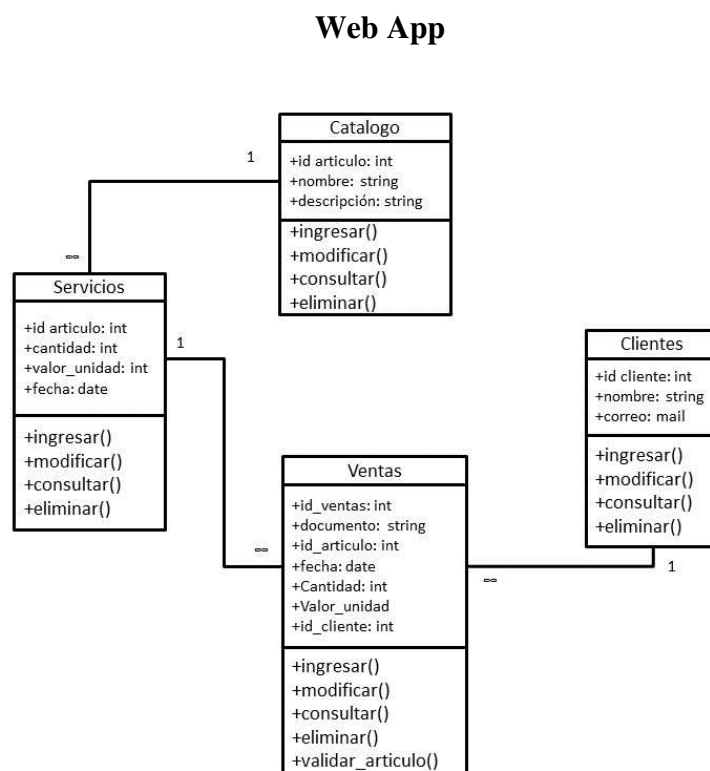 Web App
Catalogo
+id articulo: int
+nombre: string
+descripción: string
+ingresar()
+modificar()
+consultar()
+eliminar()
1
∞
Servicios
+id articulo: int
+cantidad: int
+valor_unidad: int
+fecha: date
+ingresar()
+modificar()
+consultar()
+eliminar()
1
∞
Clientes
+id cliente: int
+nombre: string
+correo: mail
+ingresar()
+modificar()
+consultar()
+eliminar()
1
∞
Ventas
+id_ventas: int
+documento: string
+id_articulo: int
+fecha: date
+Cantidad: int
+Valor_unidad
+id_cliente: int
+ingresar()
+modificar()
+consultar()
+eliminar()
+validar_articulo()